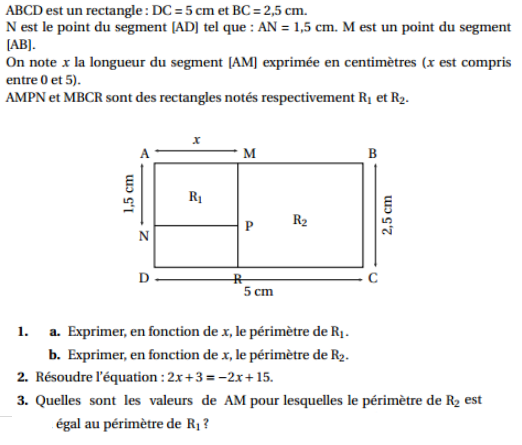 ABCD est un rectangle : DC = 5 cm et BC = 2,5 cm.
N est le point du segment [AD] tel que : AN = 1,5 cm. M est un point du segment
[AB].
On note x la longueur du segment [AM] exprimée en centimètres (x est compris
entre 0 et 5).
AMPN et MBCR sont des rectangles notés respectivement R₁ et R₂.
x
A M B
1,5 cm
R₁
P
R₂
2,5 cm
N
D R C
5 cm
1. a. Exprimer, en fonction de x, le périmètre de R₁.
b. Exprimer, en fonction de x, le périmètre de R₂.
2. Résoudre l'équation : 2x + 3 = −2x + 15.
3. Quelles sont les valeurs de AM pour lesquelles le périmètre de R₂ est
égal au périmètre de R₁ ?